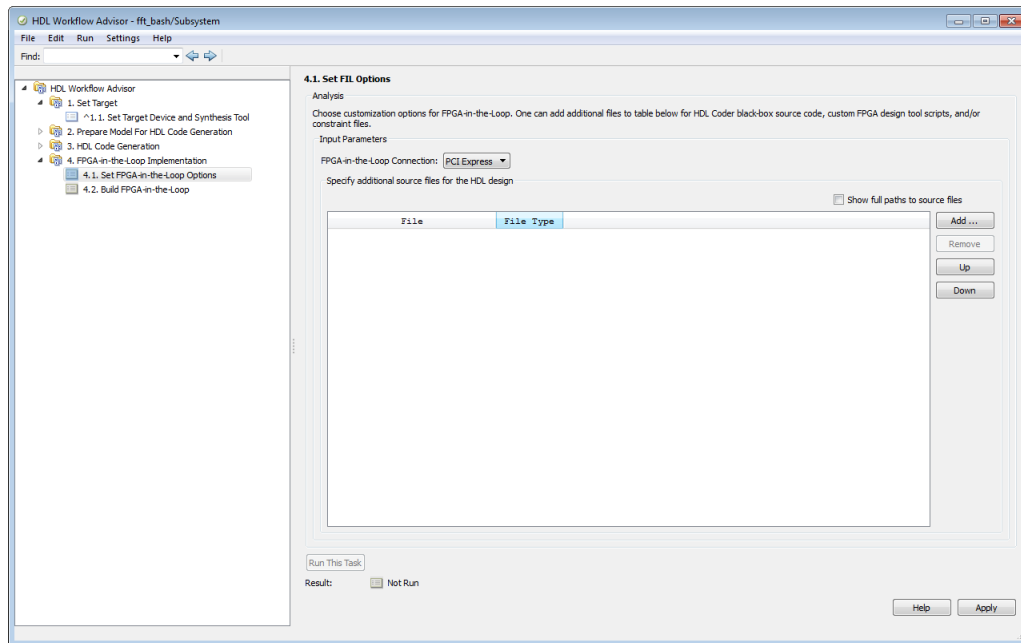 HDL Workflow Advisor - fft_bash/Subsystem
File Edit Run Settings Help
Find:
HDL Workflow Advisor
1. Set Target
^1.1. Set Target Device and Synthesis Tool
2. Prepare Model For HDL Code Generation
3. HDL Code Generation
4. FPGA-in-the-Loop Implementation
4.1. Set FPGA-in-the-Loop Options
4.2. Build FPGA-in-the-Loop
4.1. Set FIL Options
Analysis
Choose customization options for FPGA-in-the-Loop. One can add additional files to table below for HDL Coder black-box source code, custom FPGA design tool scripts, and/or
constraint files.
Input Parameters
FPGA-in-the-Loop Connection: PCI Express
Specify additional source files for the HDL design
Show full paths to source files
File File Type
Add ...
Remove
Up
Down
Run This Task
Result: Not Run
Help Apply